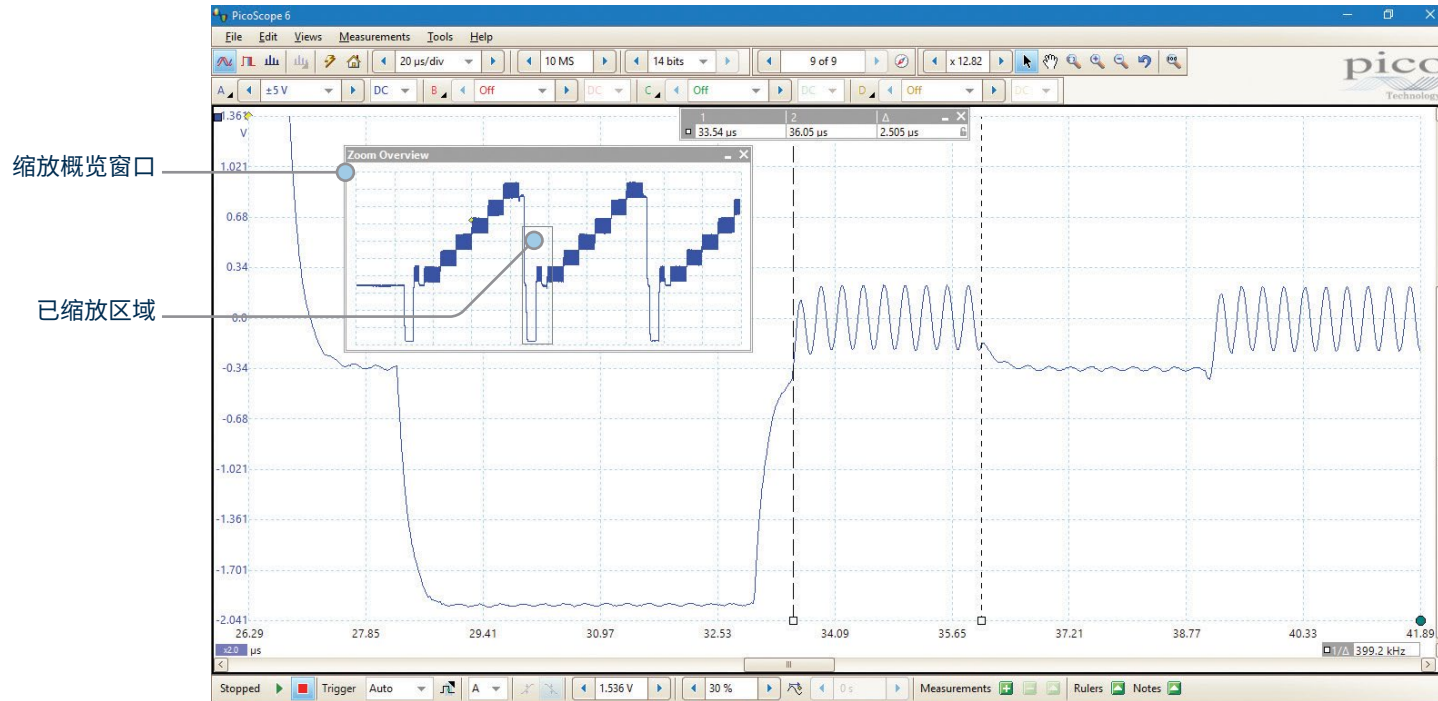 PicoScope 6
File Edit Views Measurements Tools Help
20 µs/div 10 MS 14 bits 9 of 9 x 12.82
pico
Technology
A ±5 V DC B Off DC C Off DC D Off DC
1.361
V
1 2 Δ
33.54 µs 36.05 µs 2.505 µs
缩放概览窗口
Zoom Overview
1.021
0.68
0.34
已缩放区域
0.0
-0.34
-0.68
-1.021
-1.361
-1.701
-2.041
26.29 27.85 29.41 30.97 32.53 34.09 35.65 37.21 38.77 40.33 41.89
x2.0 µs
1/Δ 399.2 kHz
Stopped Trigger Auto A 1.536 V 30 % 0 s Measurements Rulers Notes